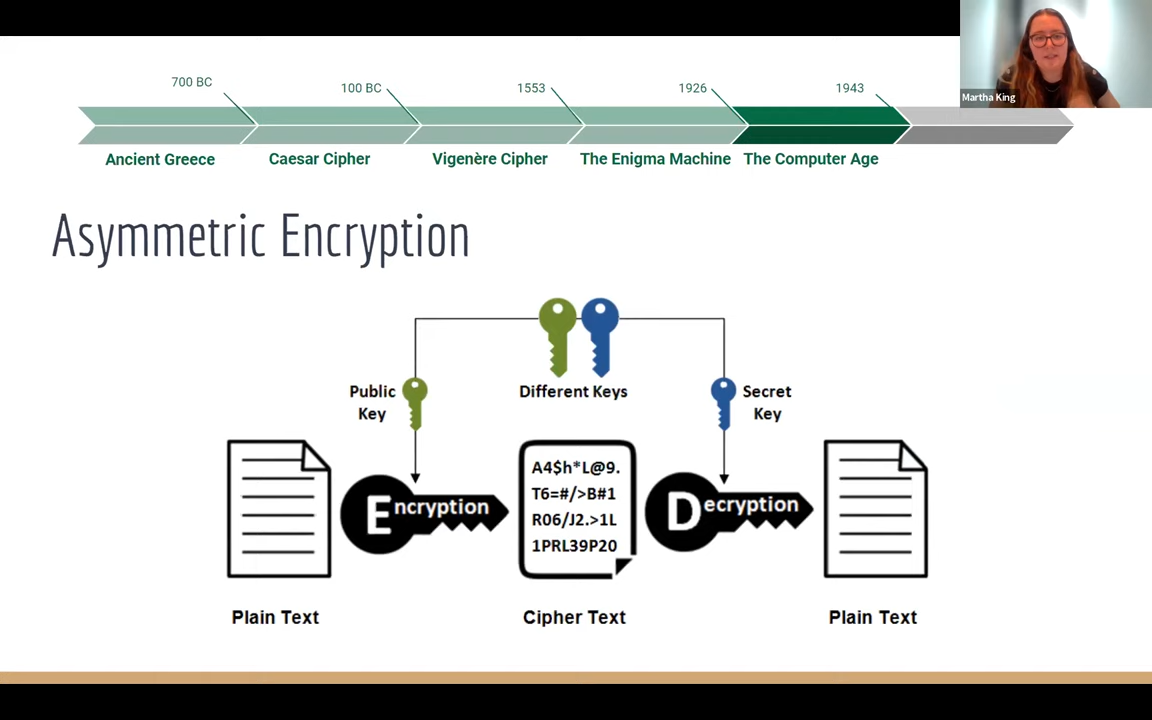 700 BC
100 BC
1553
1926
1943
Martha King
Ancient Greece
Caesar Cipher
Vigenère Cipher
The Enigma Machine
The Computer Age
Asymmetric Encryption
Public
Key
Different Keys
Secret
Key
Encryption
A4$h*L@9.
T6=#/>B#1
R06/J2.>1L
1PRL39P20
Decryption
Plain Text
Cipher Text
Plain Text